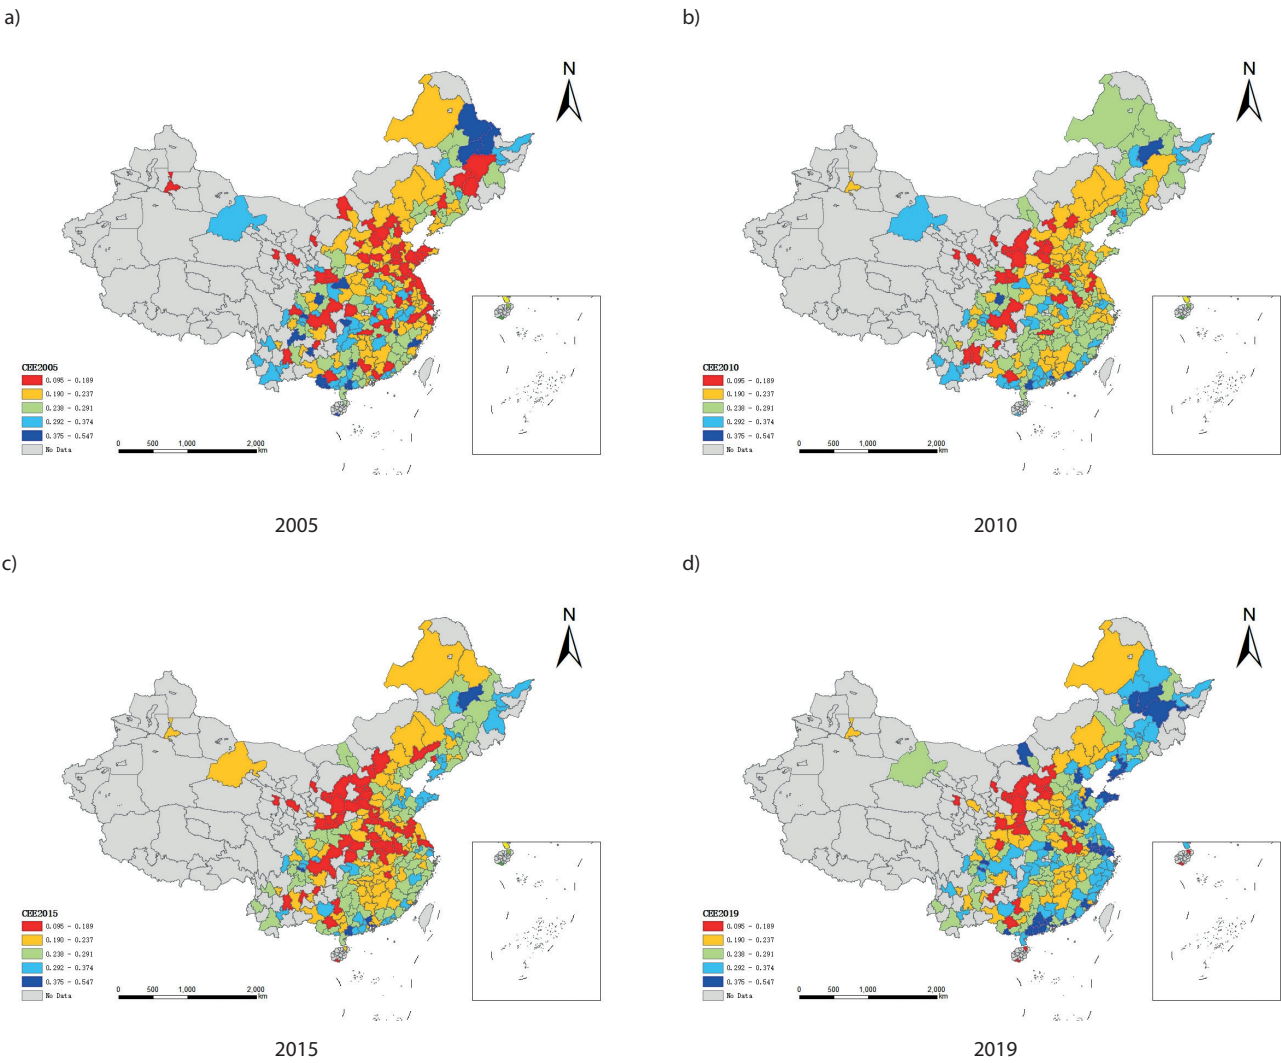 a)
N
CEE2005
0.095 - 0.189
0.190 - 0.237
0.238 - 0.291
0.292 - 0.374
0.375 - 0.547
No Data
0 500 1,000 2,000
km
2005
b)
N
CEE2010
0.095 - 0.189
0.190 - 0.237
0.238 - 0.291
0.292 - 0.374
0.375 - 0.547
No Data
0 500 1,000 2,000
km
2010
c)
N
CEE2015
0.095 - 0.189
0.190 - 0.237
0.238 - 0.291
0.292 - 0.374
0.375 - 0.547
No Data
0 500 1,000 2,000
km
2015
d)
N
CEE2019
0.095 - 0.189
0.190 - 0.237
0.238 - 0.291
0.292 - 0.374
0.375 - 0.547
No Data
0 500 1,000 2,000
km
2019